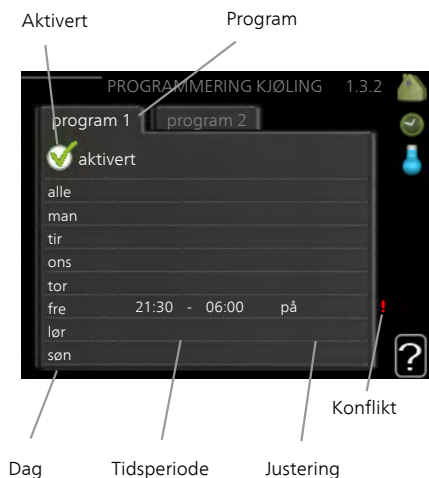 Aktivert Program
PROGRAMMERING KJØLING 1.3.2
program 1 program 2
aktivert
alle
man
tir
ons
tor
fre 21:30 - 06:00 på !
lør
søn
?
Konflikt
Dag Tidsperiode Justering